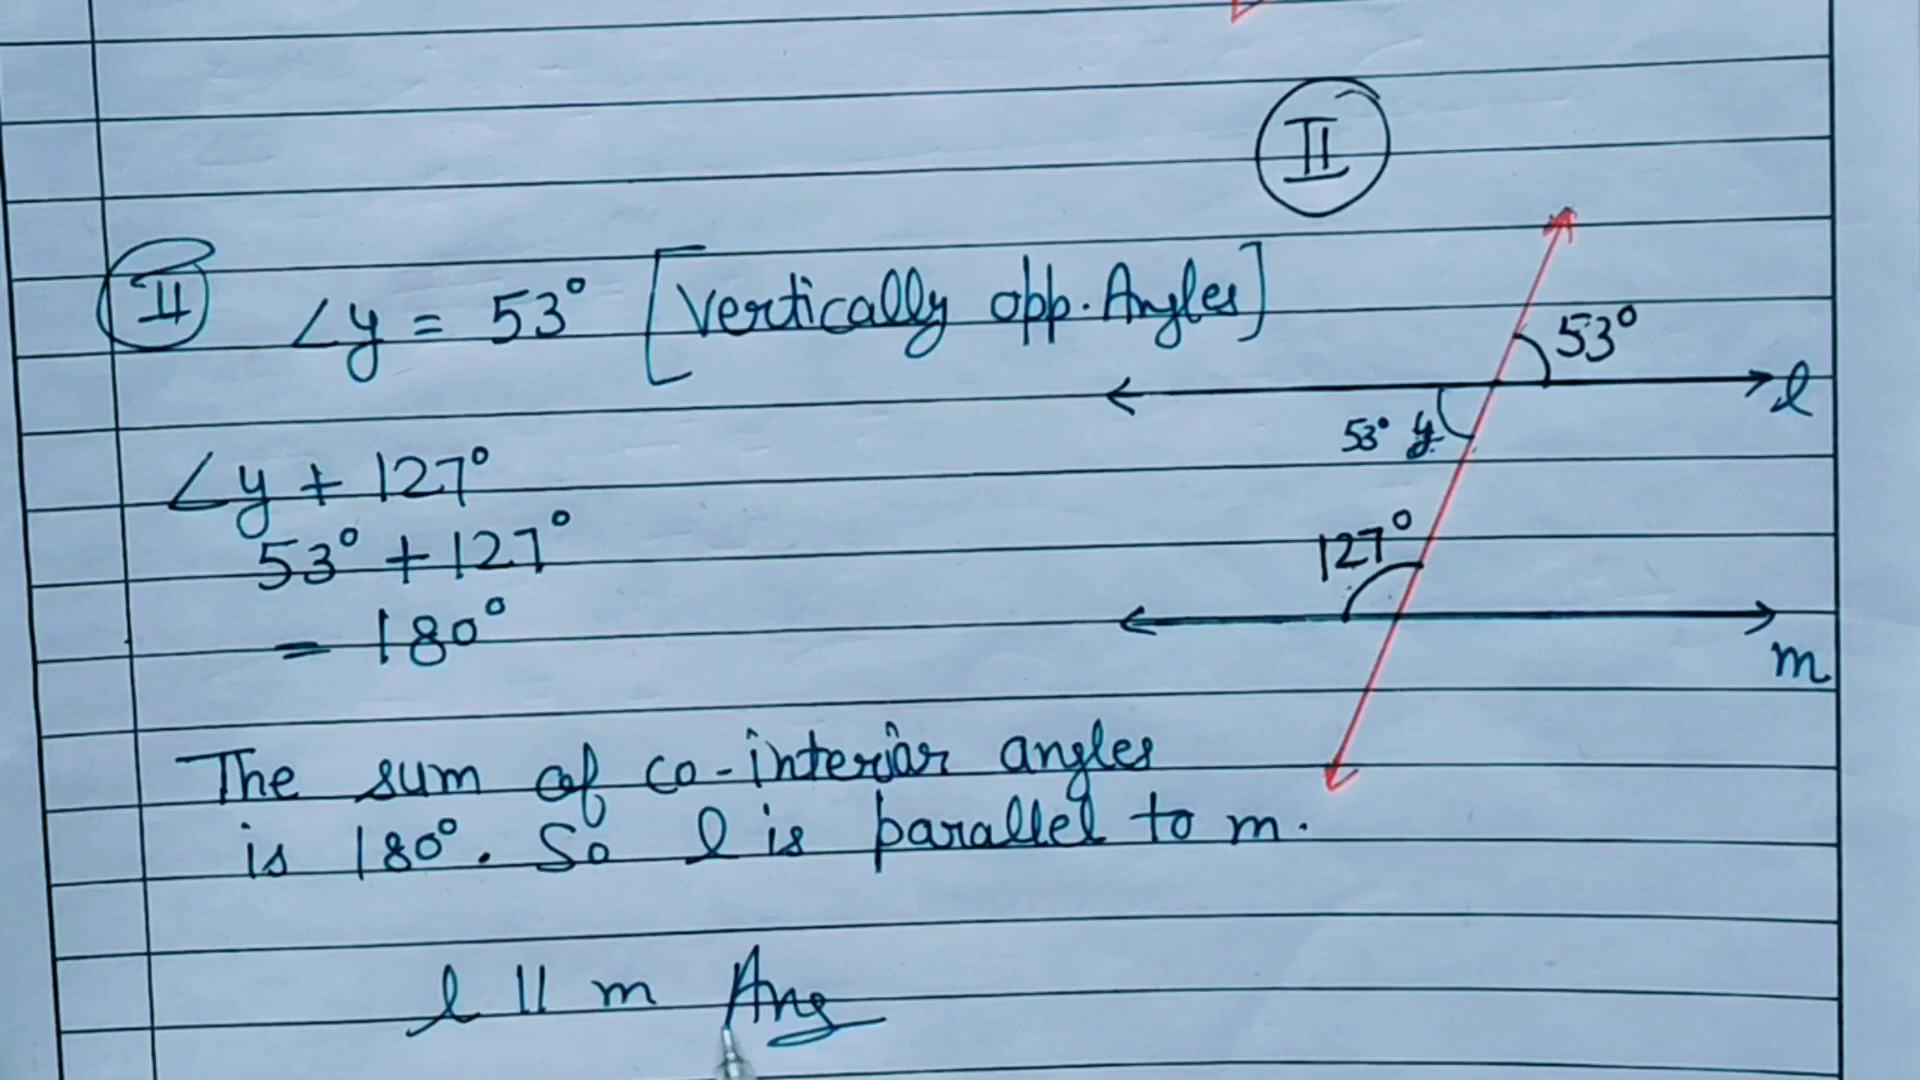 II
II ∠y = 53° [Vertically opp. Angles]
53°
l
53° y
∠y + 127°
53° + 127°
= 180°
127°
m
The sum of co-interior angles
is 180°. So l is parallel to m.
l || m Ans